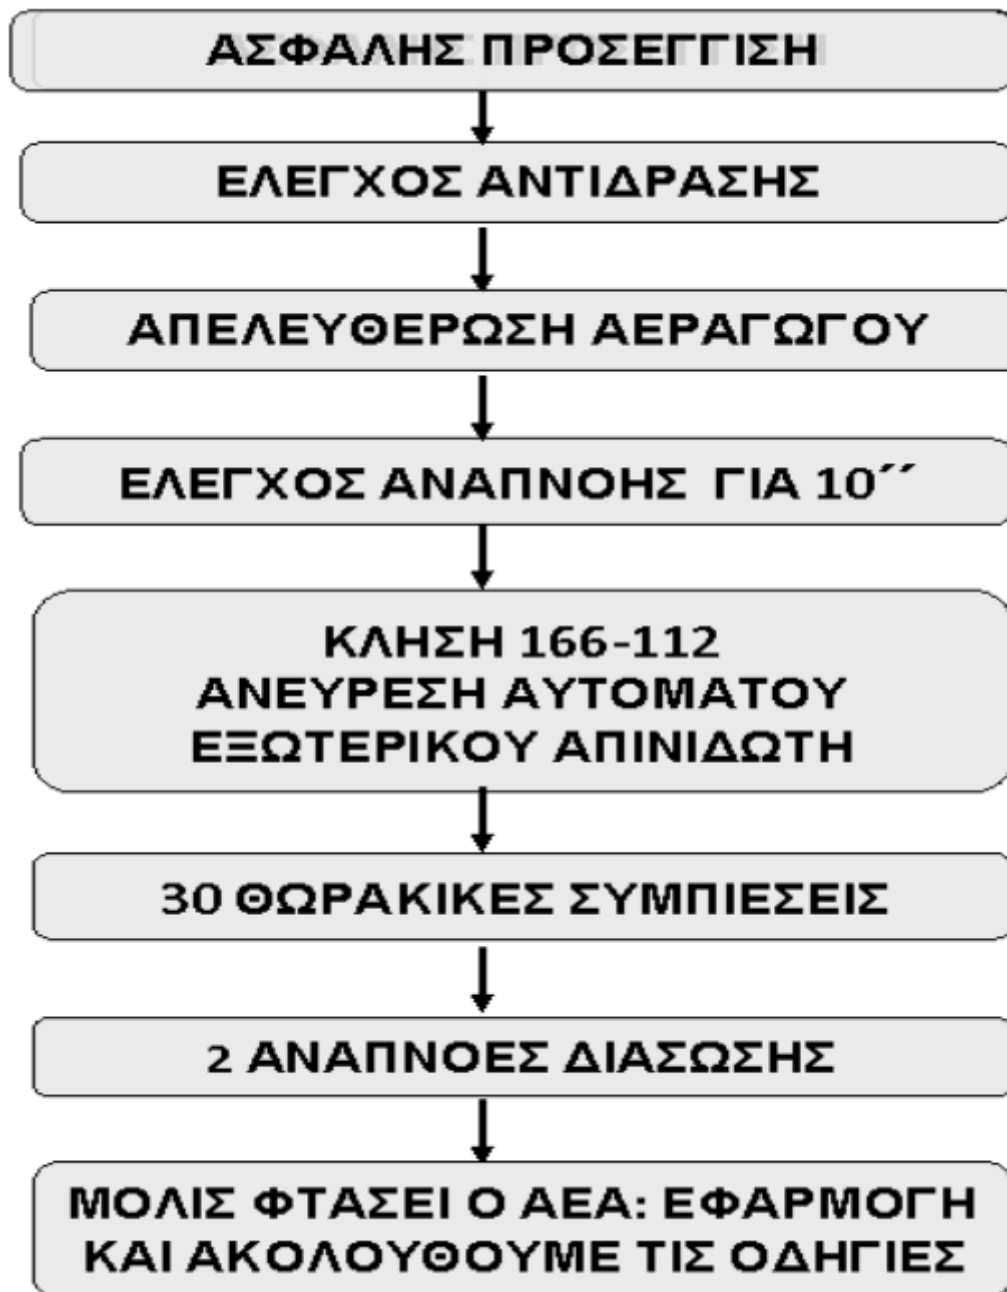 ΑΣΦΑΛΗΣ ΠΡΟΣΕΓΓΙΣΗ
ΕΛΕΓΧΟΣ ΑΝΤΙΔΡΑΣΗΣ
ΑΠΕΛΕΥΘΕΡΩΣΗ ΑΕΡΑΓΩΓΟΥ
ΕΛΕΓΧΟΣ ΑΝΑΠΝΟΗΣ ΓΙΑ 10´´
ΚΛΗΣΗ 166-112
ΑΝΕΥΡΕΣΗ ΑΥΤΟΜΑΤΟΥ
ΕΞΩΤΕΡΙΚΟΥ ΑΠΙΝΙΔΩΤΗ
30 ΘΩΡΑΚΙΚΕΣ ΣΥΜΠΙΕΣΕΙΣ
2 ΑΝΑΠΝΟΕΣ ΔΙΑΣΩΣΗΣ
ΜΟΛΙΣ ΦΤΑΣΕΙ Ο ΑΕΑ: ΕΦΑΡΜΟΓΗ
ΚΑΙ ΑΚΟΛΟΥΘΟΥΜΕ ΤΙΣ ΟΔΗΓΙΕΣ